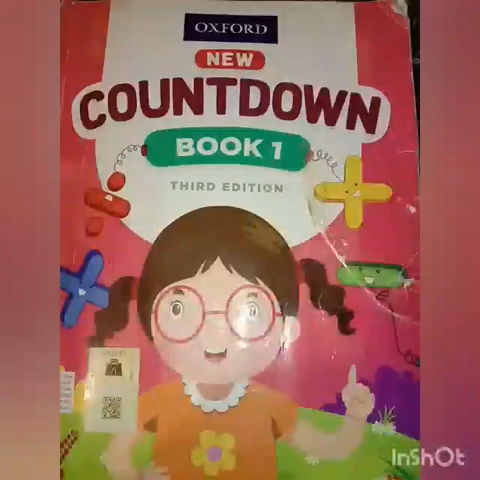 OXFORD
NEW
COUNTDOWN
BOOK 1
THIRD EDITION
InShOt